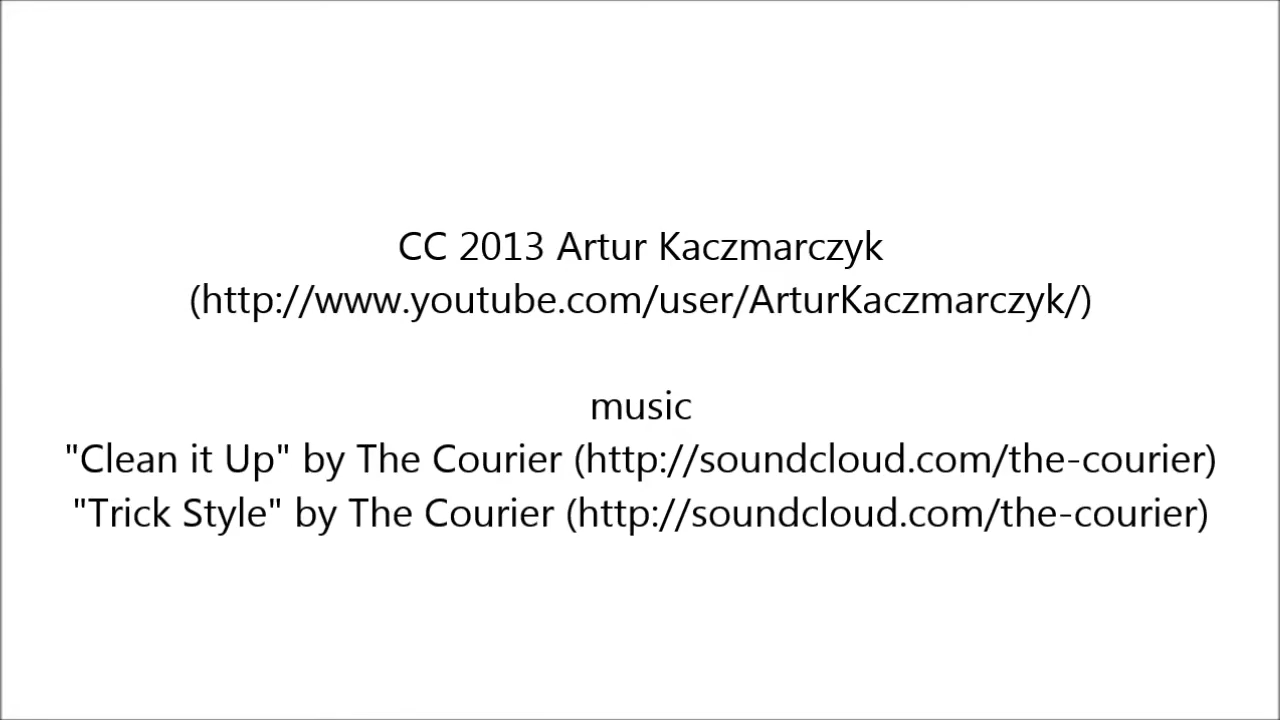 CC 2013 Artur Kaczmarczyk
(http://www.youtube.com/user/ArturKaczmarczyk/)
music
"Clean it Up" by The Courier (http://soundcloud.com/the-courier)
"Trick Style" by The Courier (http://soundcloud.com/the-courier)